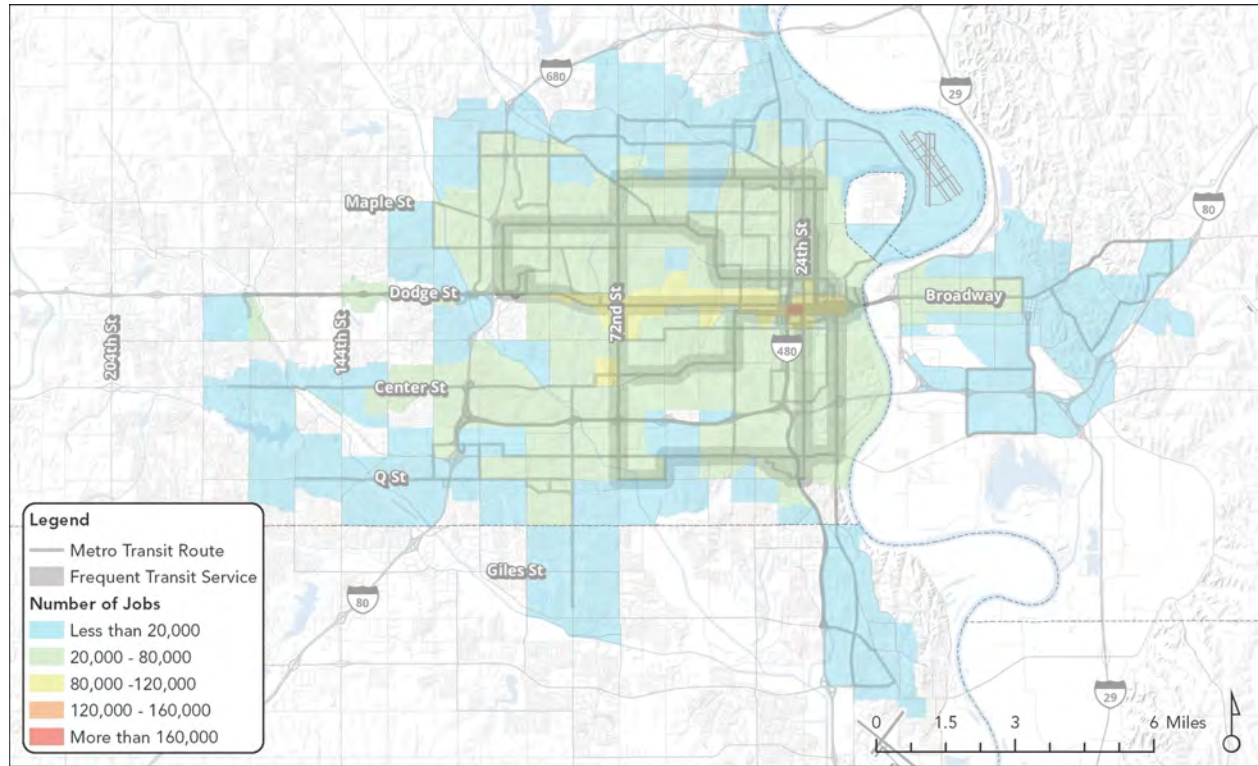 680
29
80
Maple St
24th St
Dodge St
Broadway
72nd St
204th St
144th St
480
Center St
Q St
Giles St
80
29
Legend
Metro Transit Route
Frequent Transit Service
Number of Jobs
Less than 20,000
20,000 - 80,000
80,000 -120,000
120,000 - 160,000
More than 160,000
0 1.5 3 6 Miles